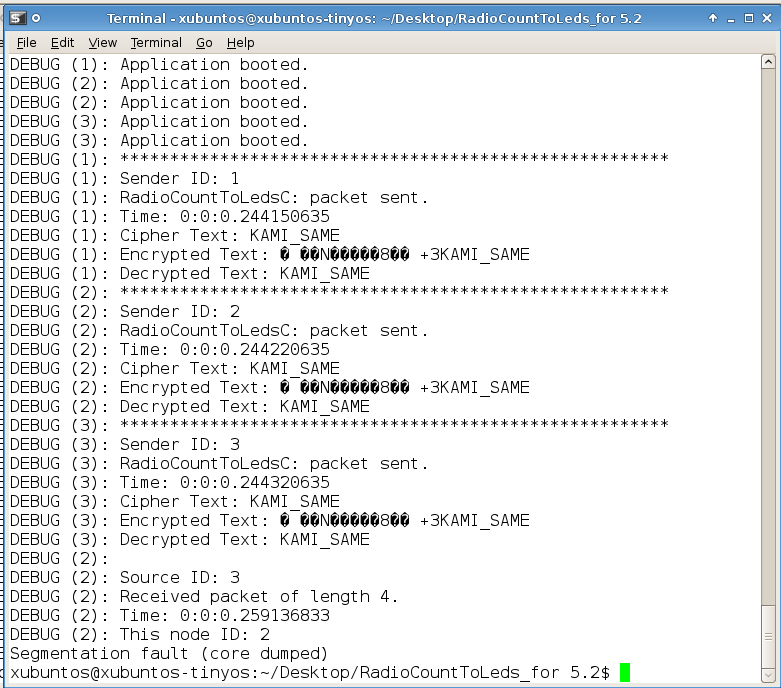 Terminal - xubuntos@xubuntos-tinyos: ~/Desktop/RadioCountToLeds_for 5.2
File Edit View Terminal Go Help
DEBUG (1): Application booted.
DEBUG (2): Application booted.
DEBUG (2): Application booted.
DEBUG (3): Application booted.
DEBUG (3): Application booted.
DEBUG (1): *******************************************************
DEBUG (1): Sender ID: 1
DEBUG (1): RadioCountToLedsC: packet sent.
DEBUG (1): Time: 0:0:0.244150635
DEBUG (1): Cipher Text: KAMI_SAME
DEBUG (1): Encrypted Text: � ��N�����8�� +3KAMI_SAME
DEBUG (1): Decrypted Text: KAMI_SAME
DEBUG (2): *******************************************************
DEBUG (2): Sender ID: 2
DEBUG (2): RadioCountToLedsC: packet sent.
DEBUG (2): Time: 0:0:0.244220635
DEBUG (2): Cipher Text: KAMI_SAME
DEBUG (2): Encrypted Text: � ��N�����8�� +3KAMI_SAME
DEBUG (2): Decrypted Text: KAMI_SAME
DEBUG (3): *******************************************************
DEBUG (3): Sender ID: 3
DEBUG (3): RadioCountToLedsC: packet sent.
DEBUG (3): Time: 0:0:0.244320635
DEBUG (3): Cipher Text: KAMI_SAME
DEBUG (3): Encrypted Text: � ��N�����8�� +3KAMI_SAME
DEBUG (3): Decrypted Text: KAMI_SAME
DEBUG (2):
DEBUG (2): Source ID: 3
DEBUG (2): Received packet of length 4.
DEBUG (2): Time: 0:0:0.259136833
DEBUG (2): This node ID: 2
Segmentation fault (core dumped)
xubuntos@xubuntos-tinyos:~/Desktop/RadioCountToLeds_for 5.2$